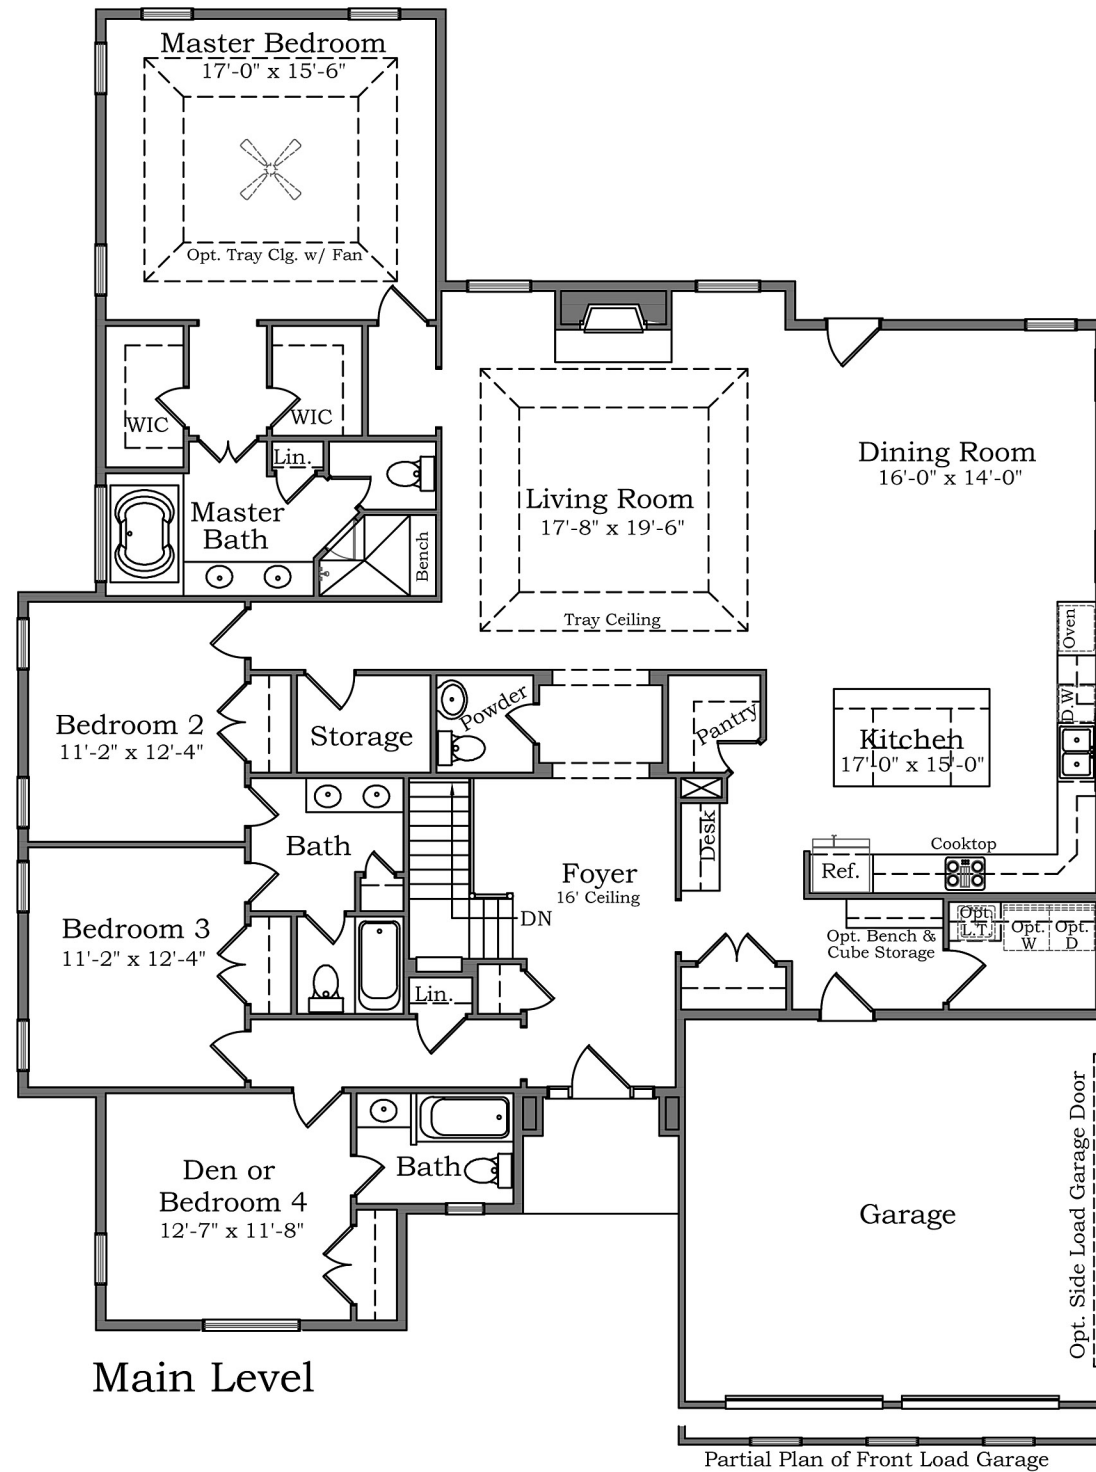 Master Bedroom
17'-0" x 15'-6"
Opt. Tray Clg. w/ Fan
WIC
WIC
Lin.
Master
Bath
Bench
Living Room
17'-8" x 19'-6"
Tray Ceiling
Dining Room
16'-0" x 14'-0"
Oven
D.W
Bedroom 2
11'-2" x 12'-4"
Storage
Powder
Pantry
Kitchen
17'-0" x 15'-0"
Bath
Foyer
16' Ceiling
Desk
Cooktop
Ref.
DN
Bedroom 3
11'-2" x 12'-4"
Lin.
Opt. Bench &
Cube Storage
Opt.
L.T
Opt.
W
Opt.
D
Den or
Bedroom 4
12'-7" x 11'-8"
Bath
Garage
Opt. Side Load Garage Door
Main Level
Partial Plan of Front Load Garage